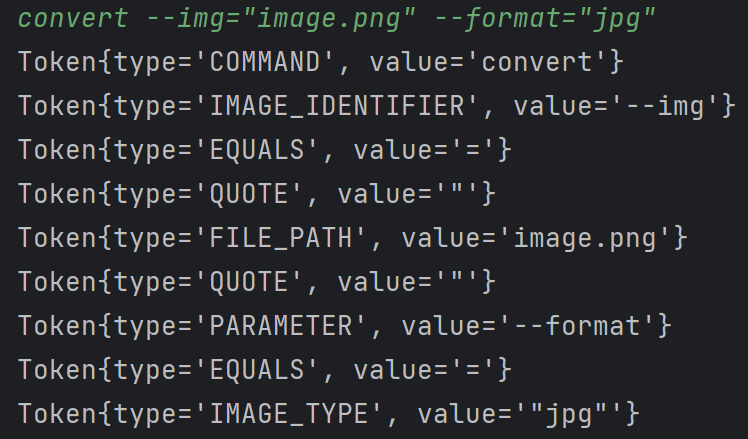 convert --img="image.png" --format="jpg"
Token{type='COMMAND', value='convert'}
Token{type='IMAGE_IDENTIFIER', value='--img'}
Token{type='EQUALS', value='='}
Token{type='QUOTE', value='"'}
Token{type='FILE_PATH', value='image.png'}
Token{type='QUOTE', value='"'}
Token{type='PARAMETER', value='--format'}
Token{type='EQUALS', value='='}
Token{type='IMAGE_TYPE', value='"jpg"'}